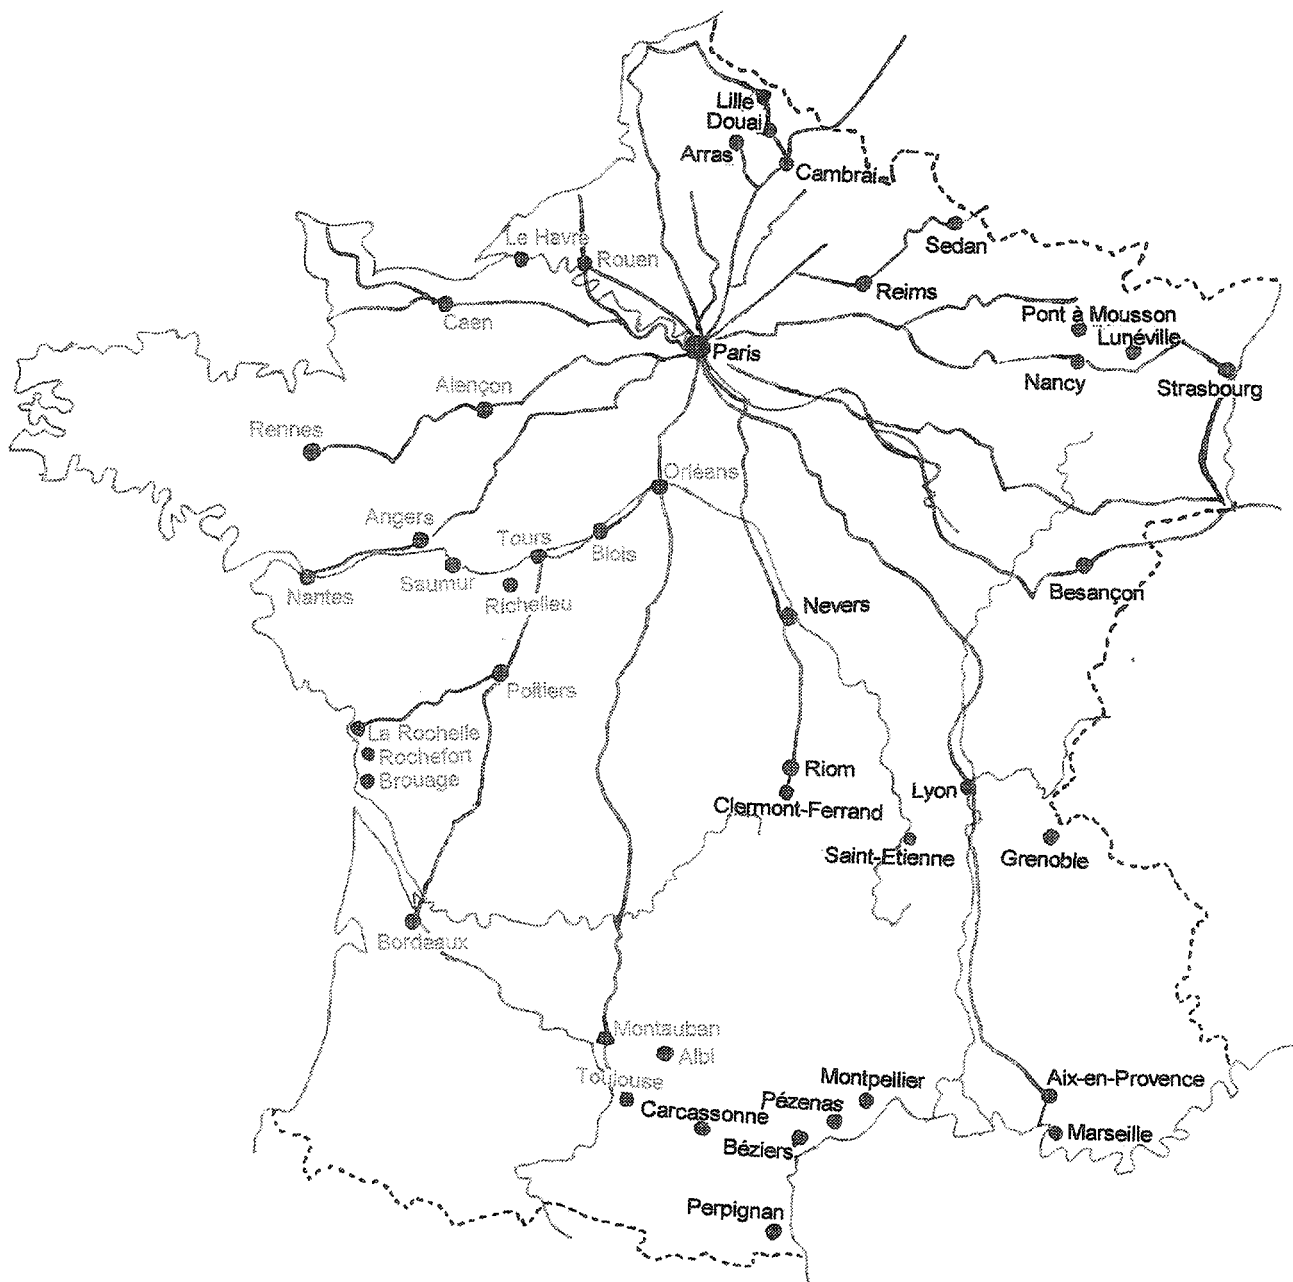 Lille
Douai
Arras
Cambrai
Sedan
Le Havre
Rouen
Reims
Caen
Pont à Mousson
Lunéville
Paris
Nancy
Strasbourg
Alençon
Rennes
Orléans
Angers
Tours
Blois
Saumur
Richelieu
Nantes
Besançon
Nevers
Poitiers
La Rochelle
Rochefort
Brouage
Riom
Lyon
Clermont-Ferrand
Saint-Etienne
Grenoble
Bordeaux
Montauban
Albi
Toulouse
Montpellier
Aix-en-Provence
Pézenas
Carcassonne
Béziers
Marseille
Perpignan